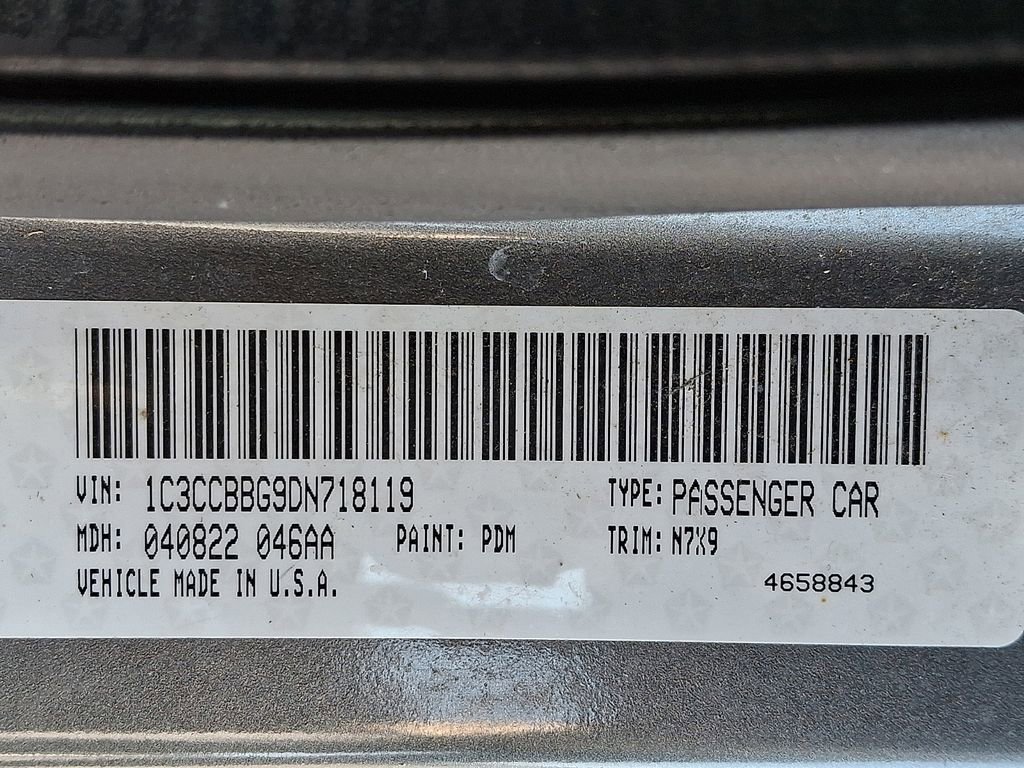 VIN: 1C3CCBBG9DN718119 TYPE: PASSENGER CAR
MDH: 040822 046AA PAINT: PDM TRIM: N7X9
VEHICLE MADE IN U.S.A. 4658843